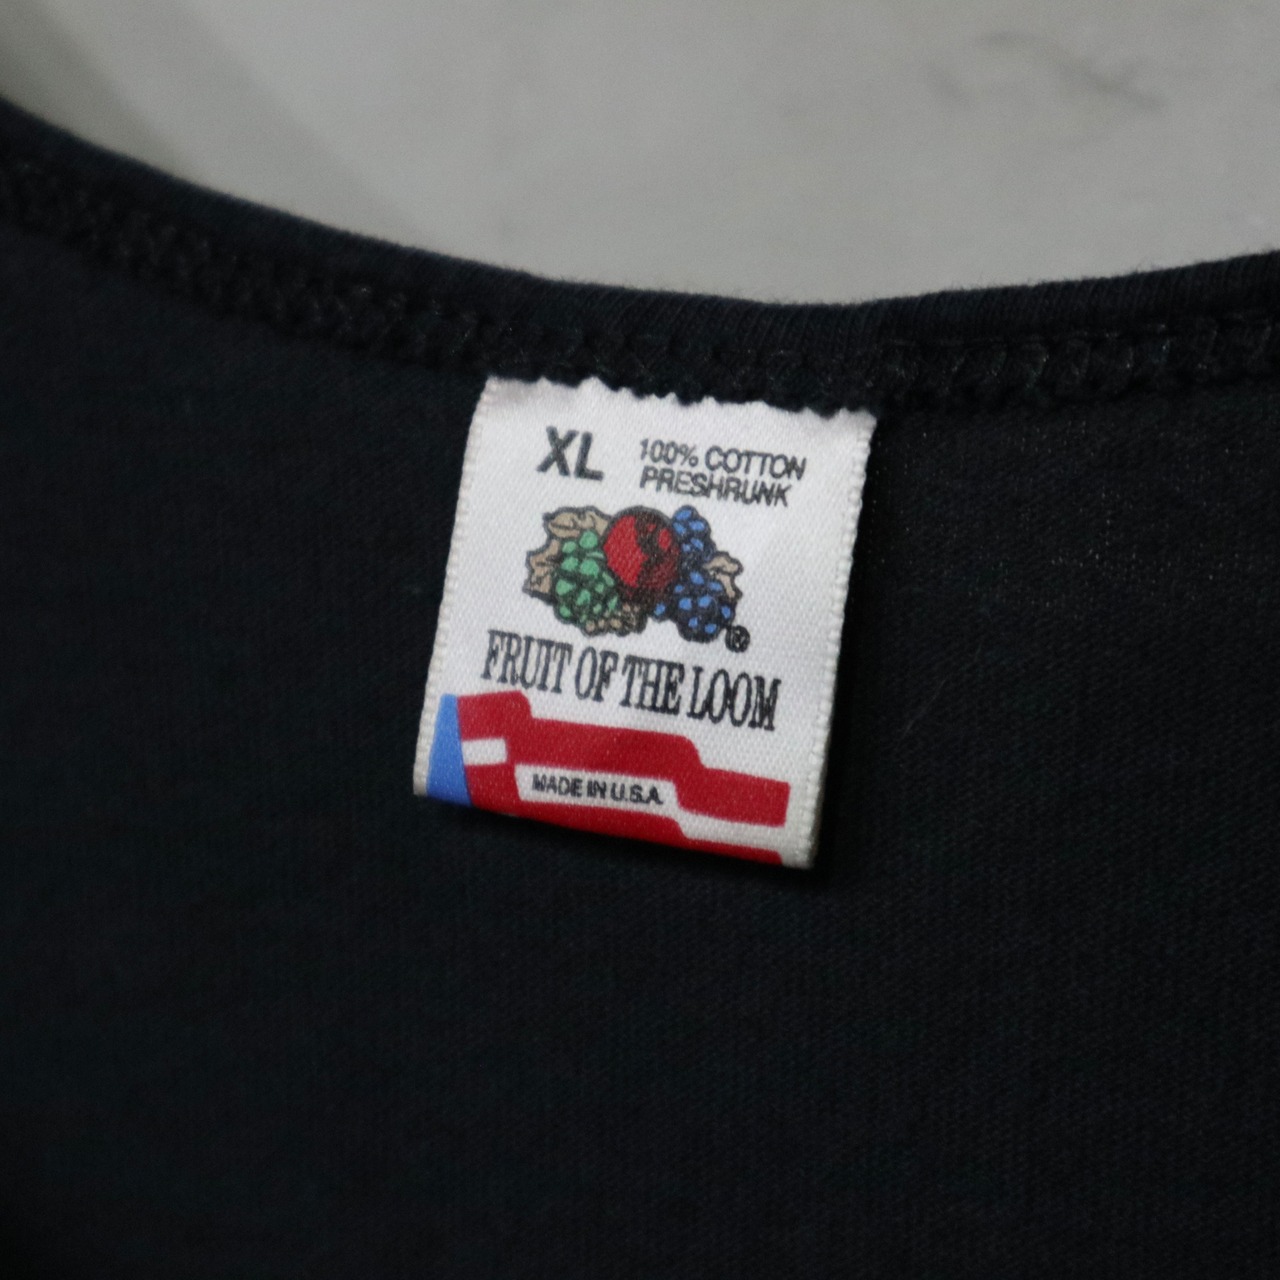 XL
100% COTTON
PRESHRUNK
®
FRUIT OF THE LOOM
MADE IN U.S.A.